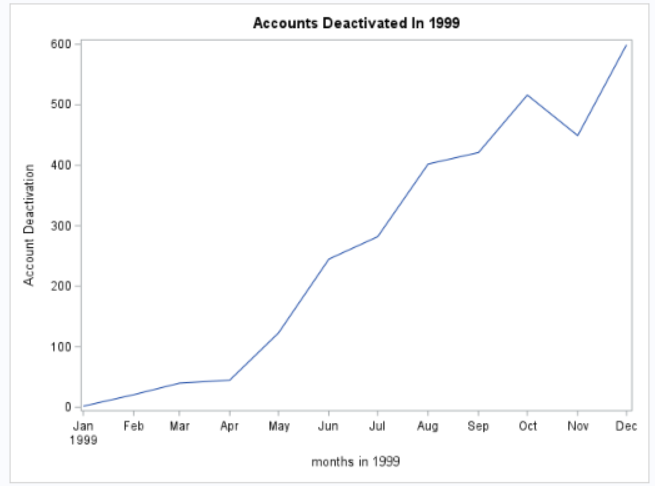 Accounts Deactivated In 1999
600
500
400
300
200
100
0
Account Deactivation
Jan Feb Mar Apr May Jun Jul Aug Sep Oct Nov Dec
1999
months in 1999